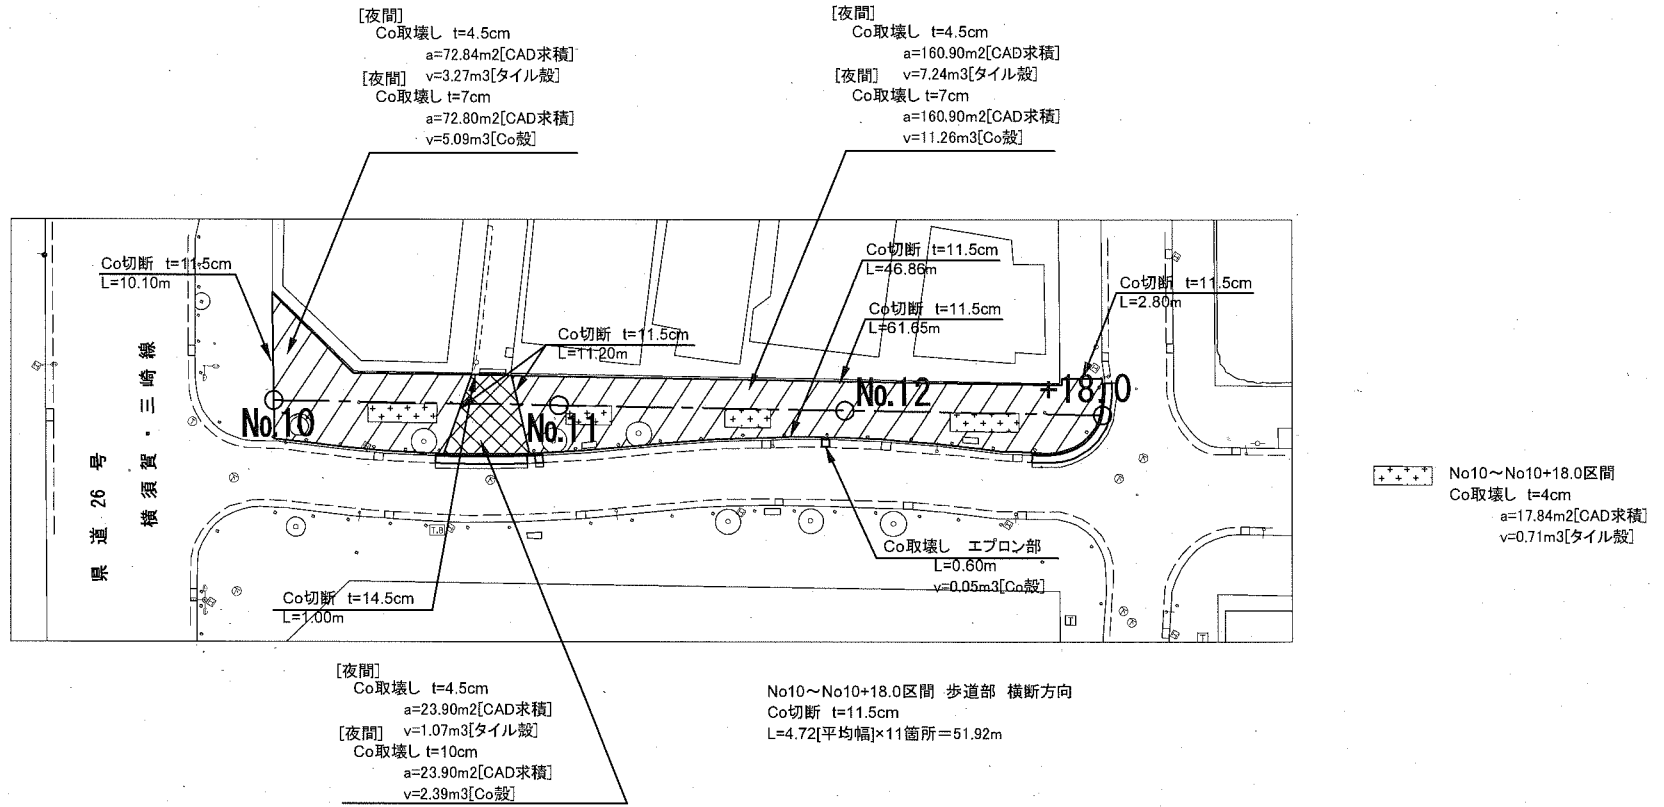 [夜間]
Co取壊し t=4.5cm
a=72.84m2[CAD求積]
v=3.27m3[タイル殻]
[夜間]
Co取壊し t=7cm
a=72.80m2[CAD求積]
v=5.09m3[Co殻]
[夜間]
Co取壊し t=4.5cm
a=160.90m2[CAD求積]
v=7.24m3[タイル殻]
[夜間]
Co取壊し t=7cm
a=160.90m2[CAD求積]
v=11.26m3[Co殻]
Co切断 t=11.5cm
L=10.10m
Co切断 t=11.5cm
L=11.20m
Co切断 t=11.5cm
L=46.86m
Co切断 t=11.5cm
L=61.65m
Co切断 t=11.5cm
L=2.80m
No.10
No.11
No.12
+18.0
県道26号
横須賀・三崎線
T.B
Co取壊し エプロン部
L=0.60m
v=0.05m3[Co殻]
Co切断 t=14.5cm
L=1.00m
T
T
No10~No10+18.0区間
Co取壊し t=4cm
a=17.84m2[CAD求積]
v=0.71m3[タイル殻]
[夜間]
Co取壊し t=4.5cm
a=23.90m2[CAD求積]
v=1.07m3[タイル殻]
[夜間]
Co取壊し t=10cm
a=23.90m2[CAD求積]
v=2.39m3[Co殻]
No10~No10+18.0区間 歩道部 横断方向
Co切断 t=11.5cm
L=4.72[平均幅]×11箇所=51.92m